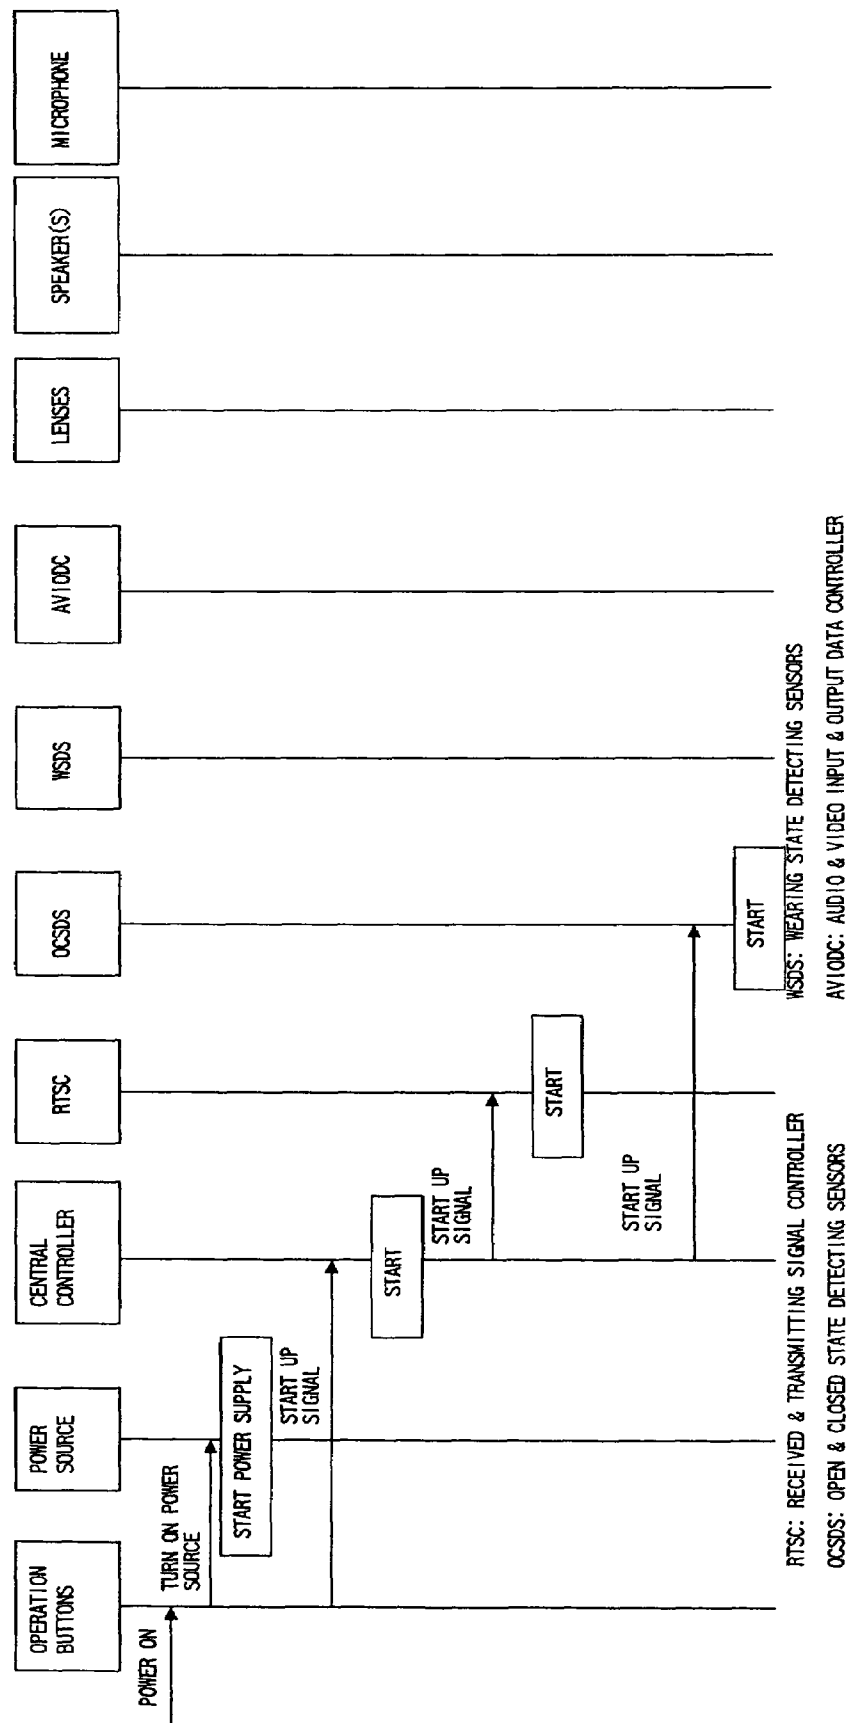 OPERATION
BUTTONS
POWER
SOURCE
CENTRAL
CONTROLLER
RTSC
OCSDS
WSDS
AVIODC
LENSES
SPEAKER(S)
MICROPHONE
POWER ON
TURN ON POWER
SOURCE
START POWER SUPPLY
START UP
SIGNAL
START
START UP
SIGNAL
START
START UP
SIGNAL
START
RTSC: RECEIVED & TRANSMITTING SIGNAL CONTROLLER
WSDS: WEARING STATE DETECTING SENSORS
OCSDS: OPEN & CLOSED STATE DETECTING SENSORS
AVIODC: AUDIO & VIDEO INPUT & OUTPUT DATA CONTROLLER